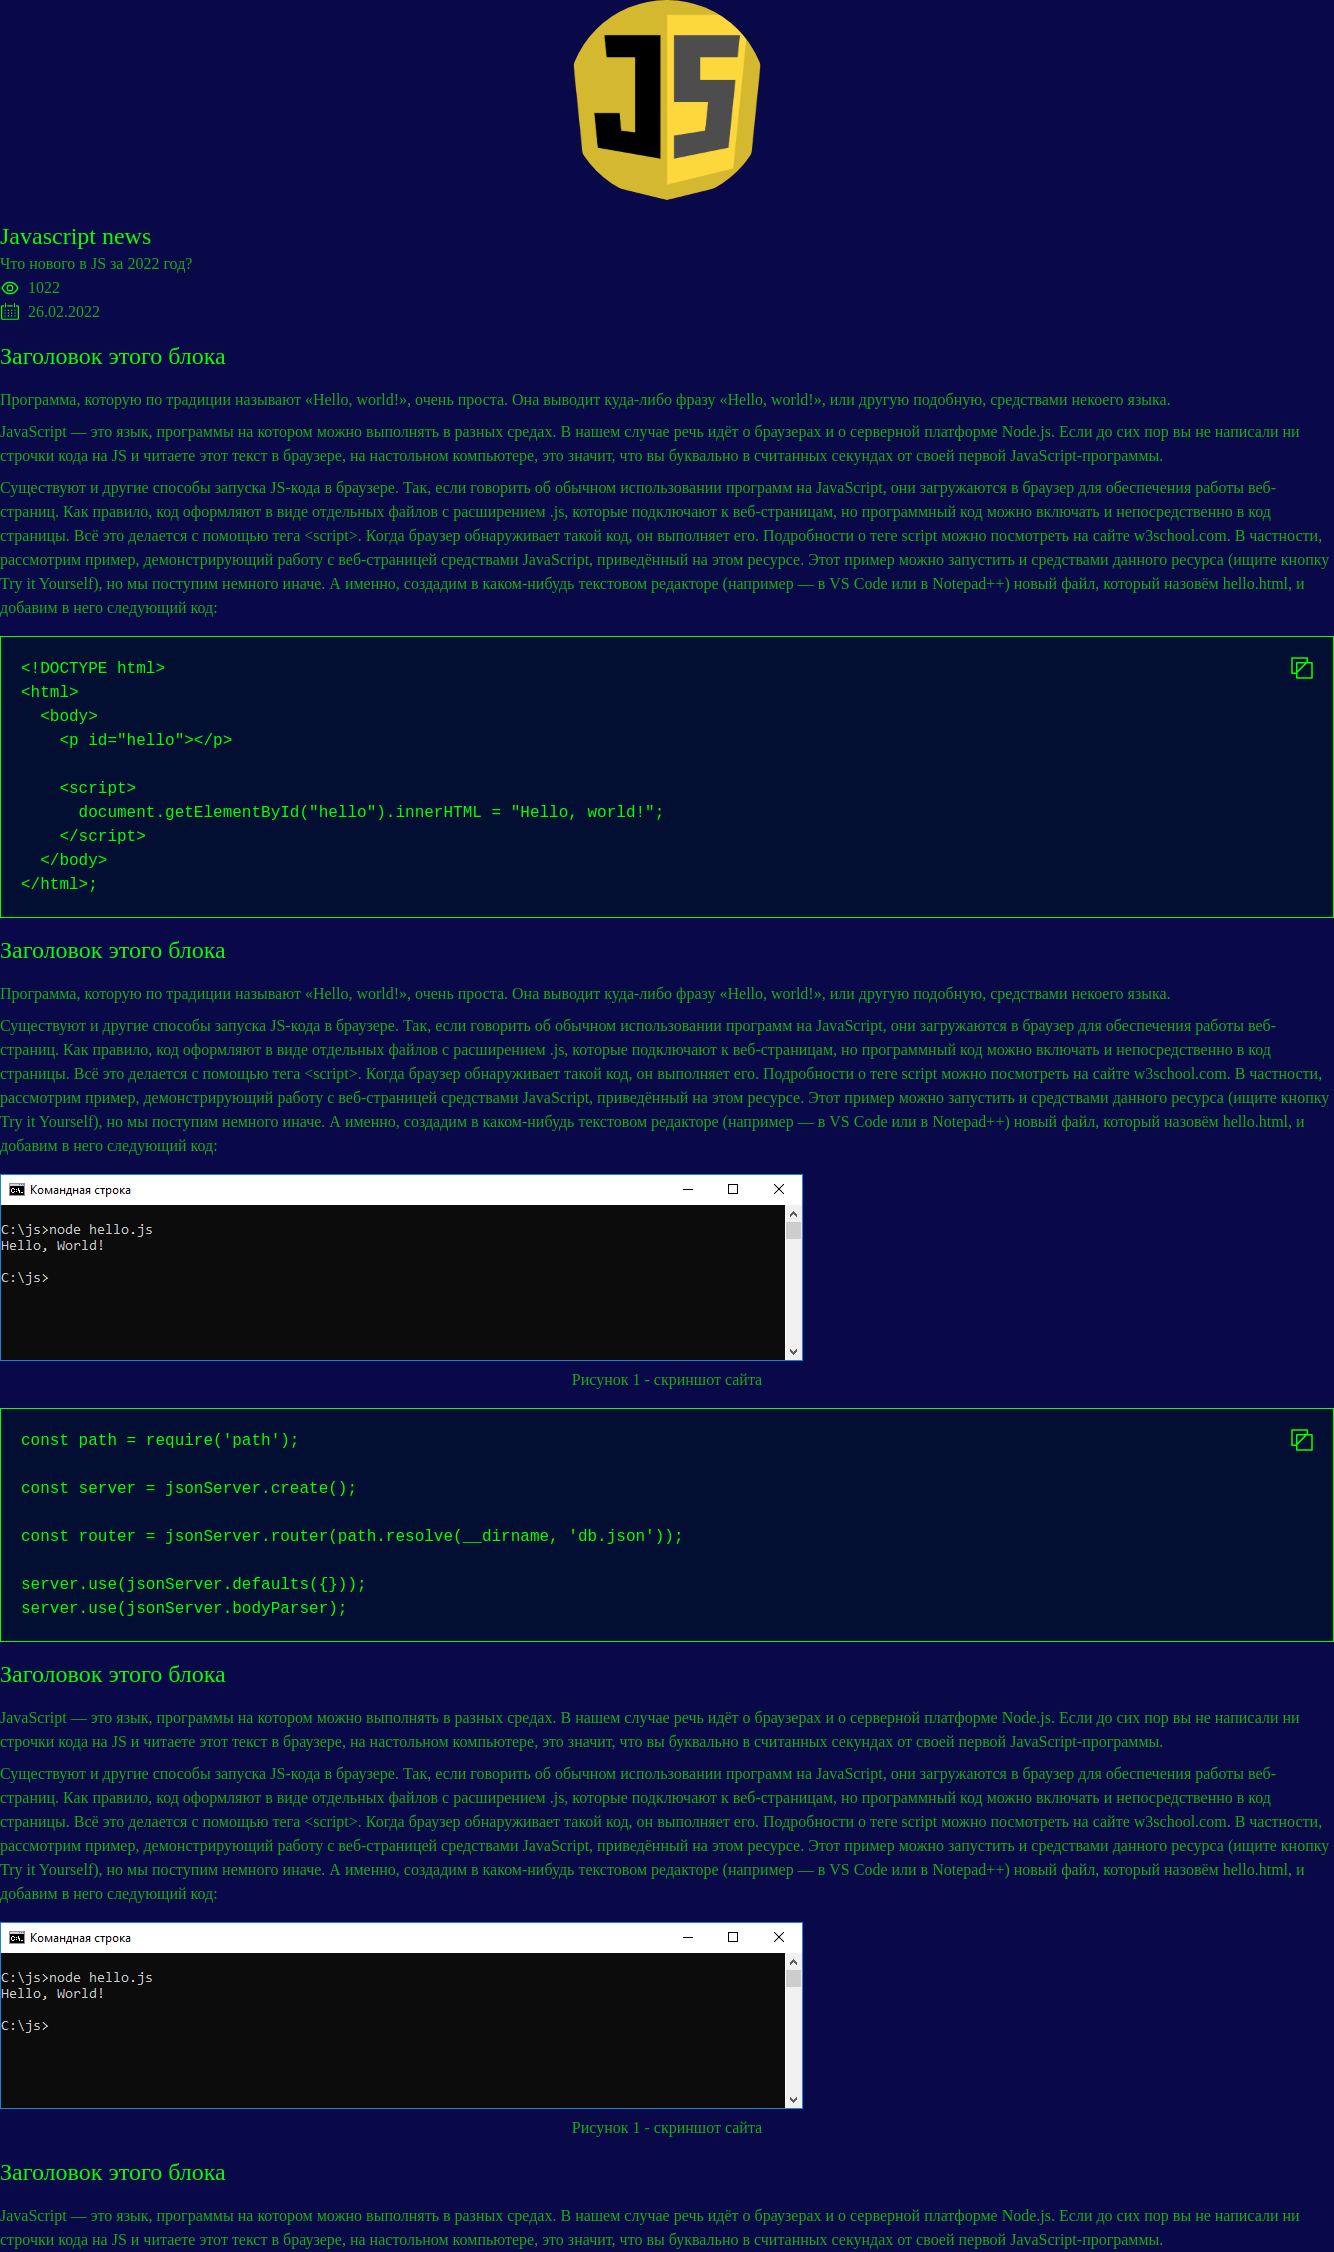 JS
Javascript news
Что нового в JS за 2022 год?
1022
26.02.2022
Заголовок этого блока
Программа, которую по традиции называют «Hello, world!», очень проста. Она выводит куда-либо фразу «Hello, world!», или другую подобную, средствами некоего языка.
JavaScript — это язык, программы на котором можно выполнять в разных средах. В нашем случае речь идёт о браузерах и о серверной платформе Node.js. Если до сих пор вы не написали ни
строчки кода на JS и читаете этот текст в браузере, на настольном компьютере, это значит, что вы буквально в считанных секундах от своей первой JavaScript-программы.
Существуют и другие способы запуска JS-кода в браузере. Так, если говорить об обычном использовании программ на JavaScript, они загружаются в браузер для обеспечения работы веб-
страниц. Как правило, код оформляют в виде отдельных файлов с расширением .js, которые подключают к веб-страницам, но программный код можно включать и непосредственно в код
страницы. Всё это делается с помощью тега <script>. Когда браузер обнаруживает такой код, он выполняет его. Подробности о теге script можно посмотреть на сайте w3school.com. В частности,
рассмотрим пример, демонстрирующий работу с веб-страницей средствами JavaScript, приведённый на этом ресурсе. Этот пример можно запустить и средствами данного ресурса (ищите кнопку
Try it Yourself), но мы поступим немного иначе. А именно, создадим в каком-нибудь текстовом редакторе (например — в VS Code или в Notepad++) новый файл, который назовём hello.html, и
добавим в него следующий код:
<!DOCTYPE html>
<html>
  <body>
    <p id="hello"></p>
    <script>
      document.getElementById("hello").innerHTML = "Hello, world!";
    </script>
  </body>
</html>;
Заголовок этого блока
Программа, которую по традиции называют «Hello, world!», очень проста. Она выводит куда-либо фразу «Hello, world!», или другую подобную, средствами некоего языка.
Существуют и другие способы запуска JS-кода в браузере. Так, если говорить об обычном использовании программ на JavaScript, они загружаются в браузер для обеспечения работы веб-
страниц. Как правило, код оформляют в виде отдельных файлов с расширением .js, которые подключают к веб-страницам, но программный код можно включать и непосредственно в код
страницы. Всё это делается с помощью тега <script>. Когда браузер обнаруживает такой код, он выполняет его. Подробности о теге script можно посмотреть на сайте w3school.com. В частности,
рассмотрим пример, демонстрирующий работу с веб-страницей средствами JavaScript, приведённый на этом ресурсе. Этот пример можно запустить и средствами данного ресурса (ищите кнопку
Try it Yourself), но мы поступим немного иначе. А именно, создадим в каком-нибудь текстовом редакторе (например — в VS Code или в Notepad++) новый файл, который назовём hello.html, и
добавим в него следующий код:
Командная строка
C:\js>node hello.js
Hello, World!
C:\js>
Рисунок 1 - скриншот сайта
const path = require('path');
const server = jsonServer.create();
const router = jsonServer.router(path.resolve(__dirname, 'db.json'));
server.use(jsonServer.defaults({}));
server.use(jsonServer.bodyParser);
Заголовок этого блока
JavaScript — это язык, программы на котором можно выполнять в разных средах. В нашем случае речь идёт о браузерах и о серверной платформе Node.js. Если до сих пор вы не написали ни
строчки кода на JS и читаете этот текст в браузере, на настольном компьютере, это значит, что вы буквально в считанных секундах от своей первой JavaScript-программы.
Существуют и другие способы запуска JS-кода в браузере. Так, если говорить об обычном использовании программ на JavaScript, они загружаются в браузер для обеспечения работы веб-
страниц. Как правило, код оформляют в виде отдельных файлов с расширением .js, которые подключают к веб-страницам, но программный код можно включать и непосредственно в код
страницы. Всё это делается с помощью тега <script>. Когда браузер обнаруживает такой код, он выполняет его. Подробности о теге script можно посмотреть на сайте w3school.com. В частности,
рассмотрим пример, демонстрирующий работу с веб-страницей средствами JavaScript, приведённый на этом ресурсе. Этот пример можно запустить и средствами данного ресурса (ищите кнопку
Try it Yourself), но мы поступим немного иначе. А именно, создадим в каком-нибудь текстовом редакторе (например — в VS Code или в Notepad++) новый файл, который назовём hello.html, и
добавим в него следующий код:
Командная строка
C:\js>node hello.js
Hello, World!
C:\js>
Рисунок 1 - скриншот сайта
Заголовок этого блока
JavaScript — это язык, программы на котором можно выполнять в разных средах. В нашем случае речь идёт о браузерах и о серверной платформе Node.js. Если до сих пор вы не написали ни
строчки кода на JS и читаете этот текст в браузере, на настольном компьютере, это значит, что вы буквально в считанных секундах от своей первой JavaScript-программы.